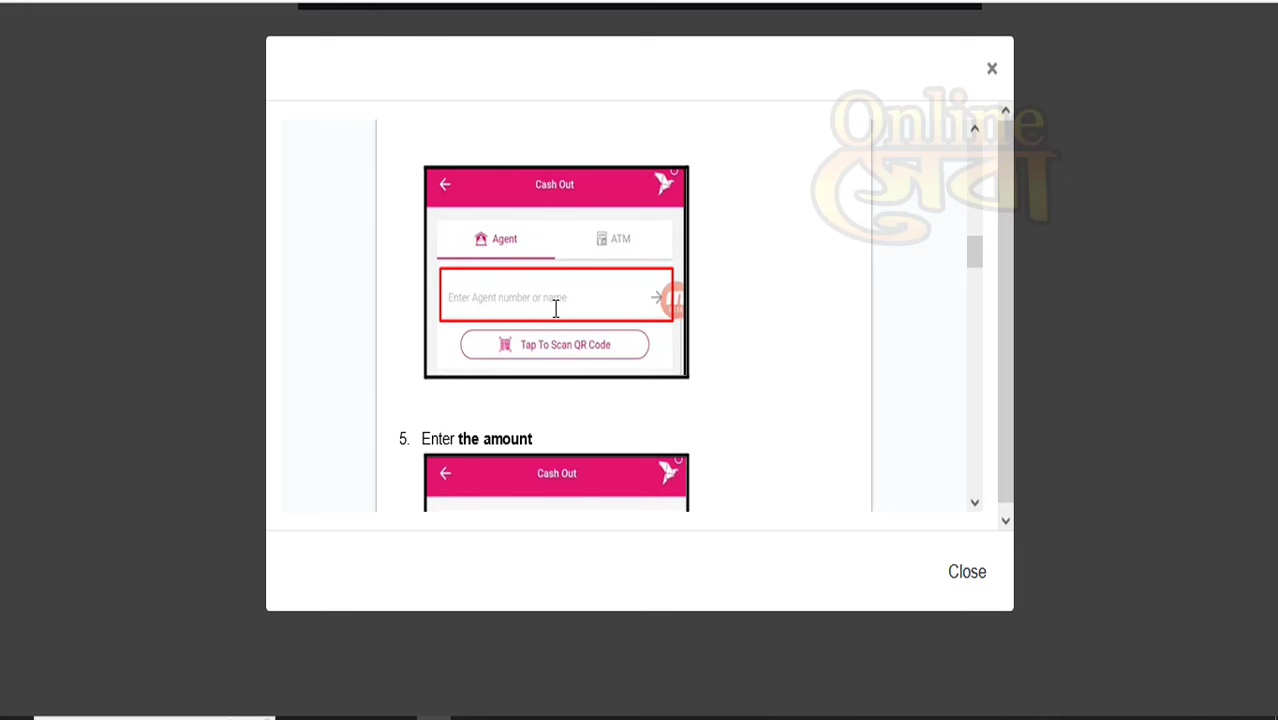 ×
Online
সেবা
Cash Out
Agent
ATM
Enter Agent number or name
Tap To Scan QR Code
5. Enter the amount
Cash Out
Close